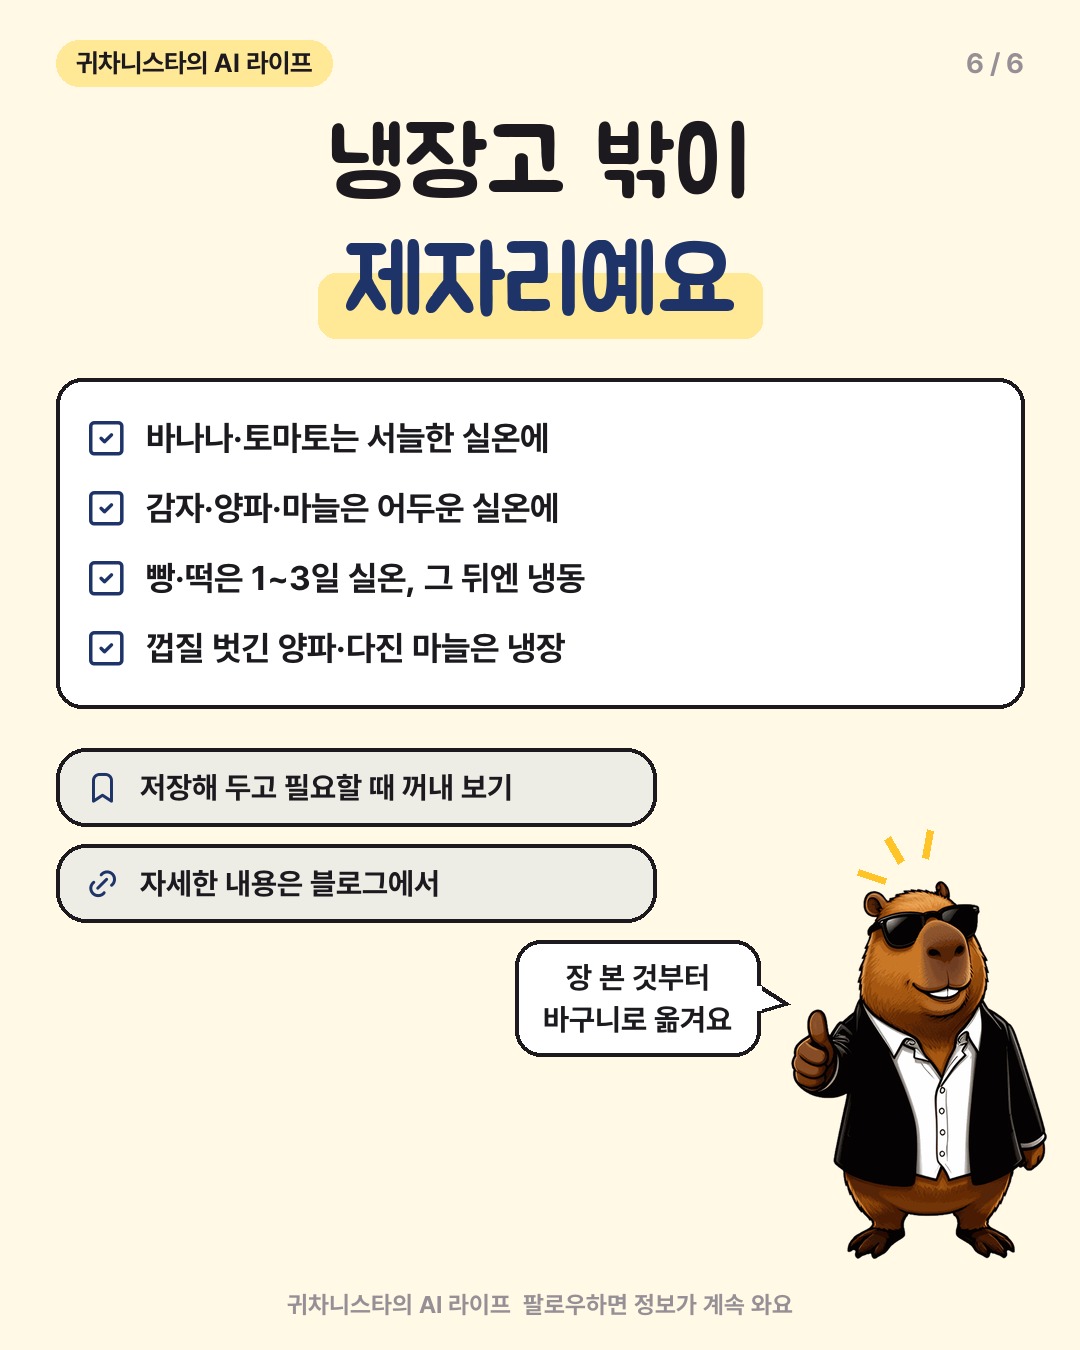 귀차니스타의 AI 라이프
6 / 6
냉장고 밖이
제자리예요
바나나·토마토는 서늘한 실온에
감자·양파·마늘은 어두운 실온에
빵·떡은 1~3일 실온, 그 뒤엔 냉동
껍질 벗긴 양파·다진 마늘은 냉장
저장해 두고 필요할 때 꺼내 보기
자세한 내용은 블로그에서
장 본 것부터
바구니로 옮겨요
귀차니스타의 AI 라이프 팔로우하면 정보가 계속 와요